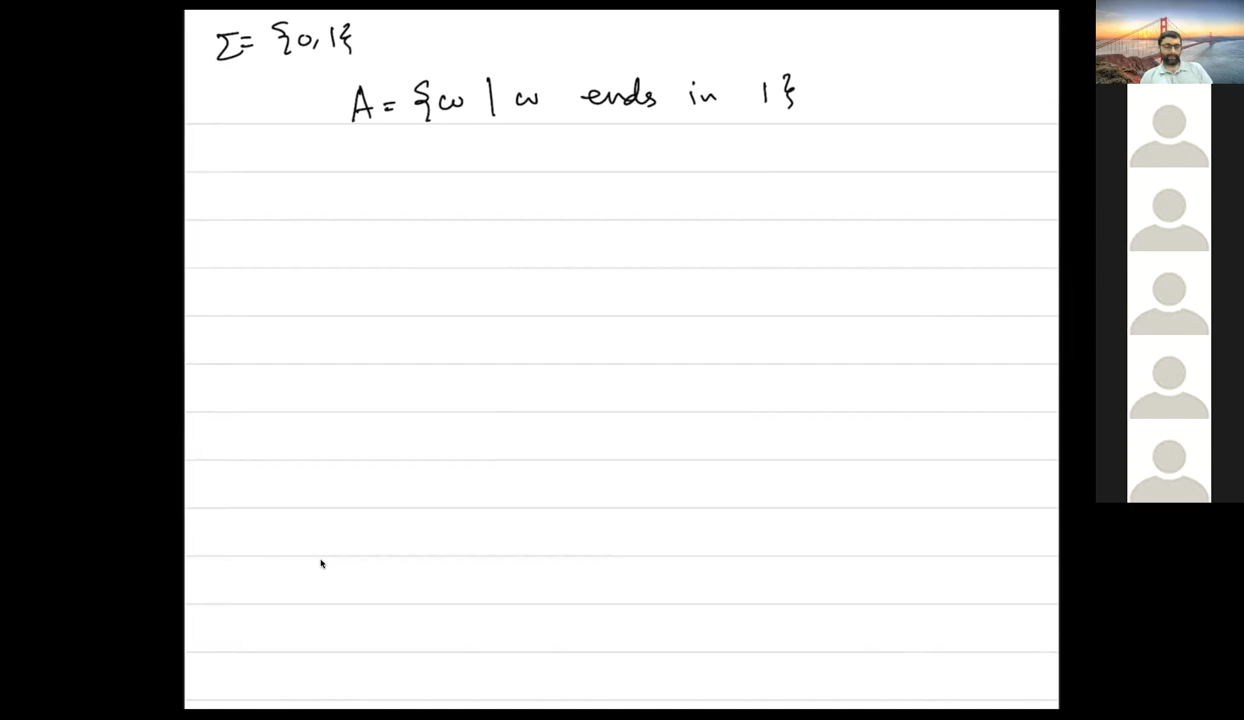 Σ = {0,1}
A = {ω | ω ends in 1}